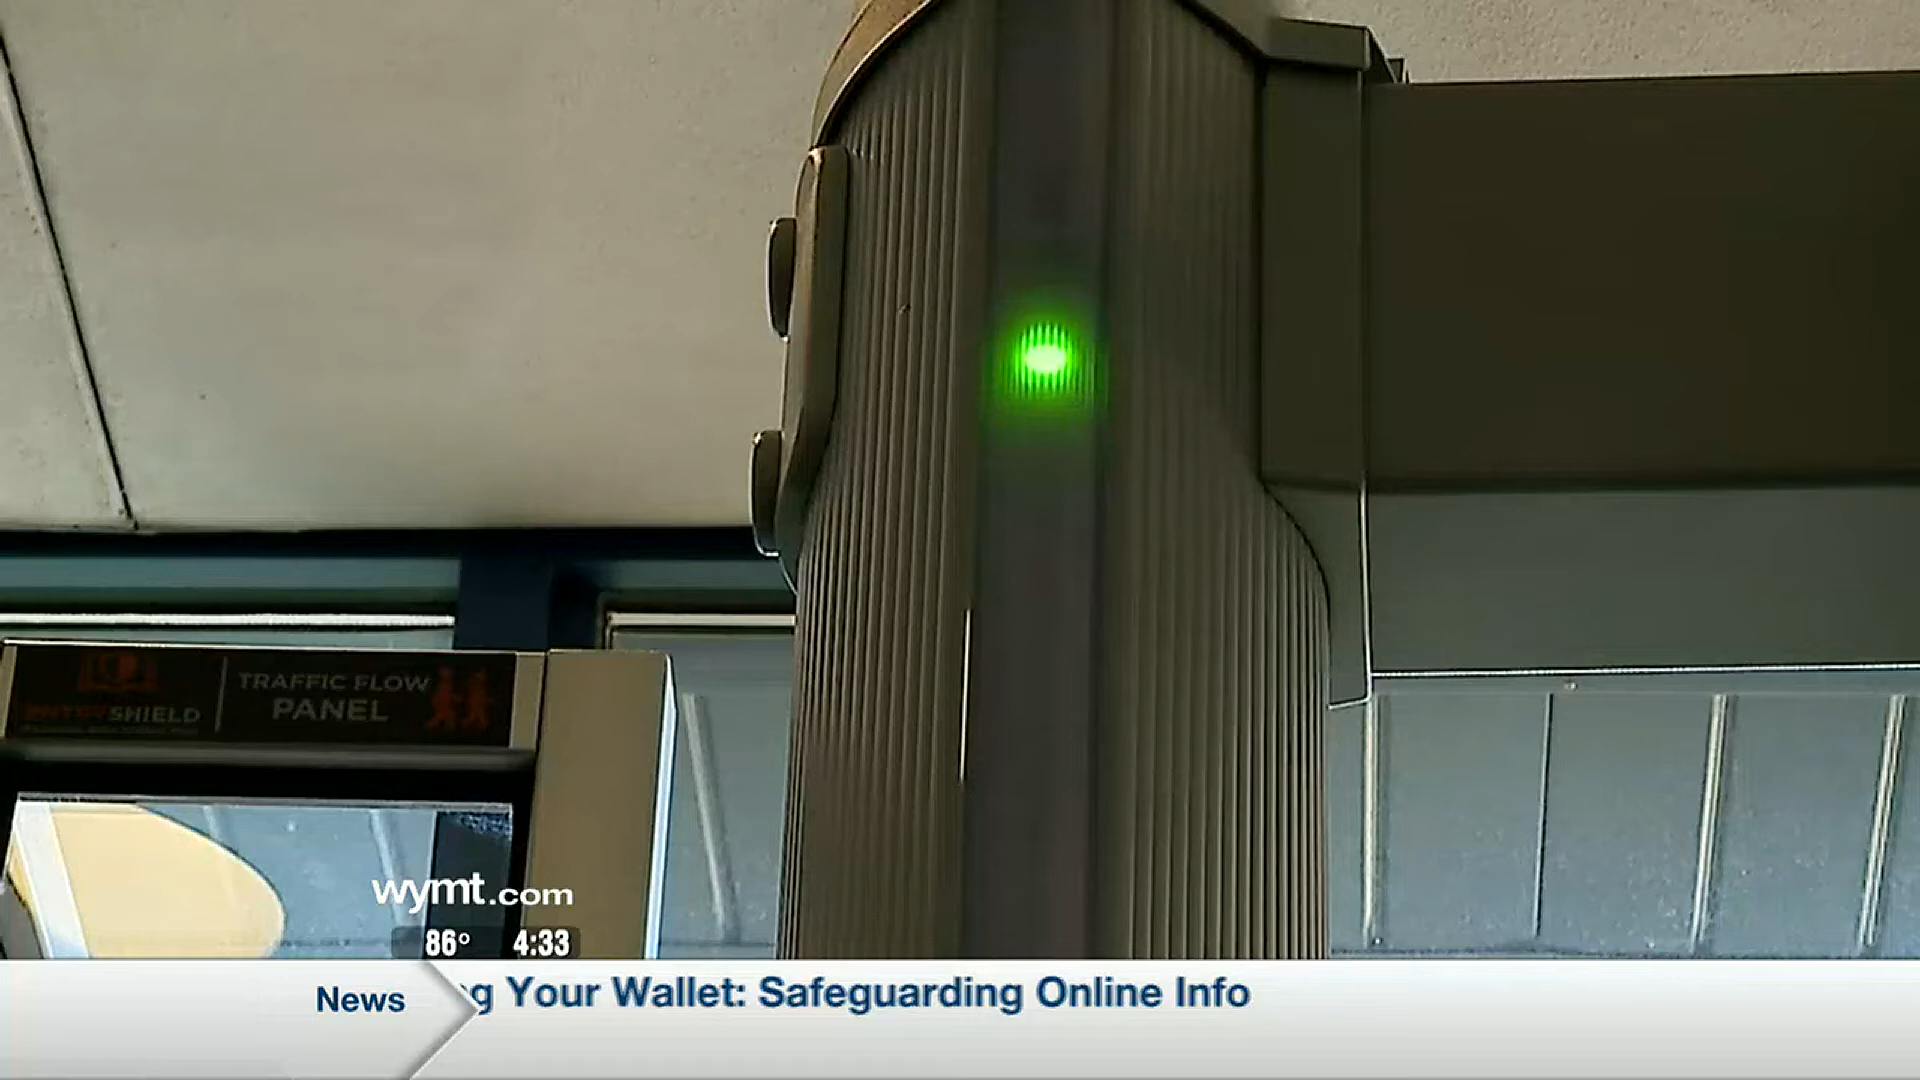 TRAFFIC FLOW
PANEL
SHIELD
wymt.com
86° 4:33
News
g Your Wallet: Safeguarding Online Info